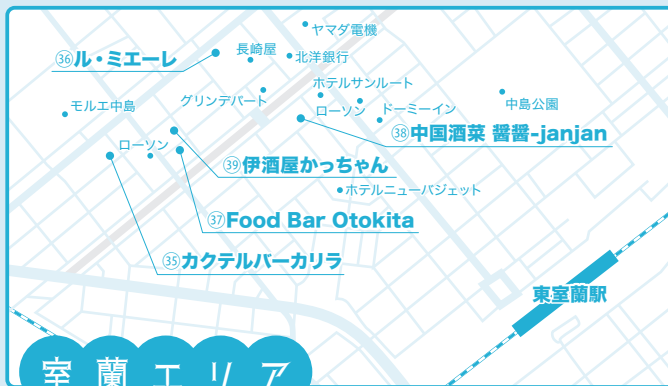 ヤマダ電機
㊱ル・ミエーレ
長崎屋
北洋銀行
ホテルサンルート
グリンデパート
ローソン
ドーミーイン
中島公園
モルエ中島
㊳中国酒菜 醤醤-janjan
ローソン
㊴伊酒屋かっちゃん
ホテルニューバジェット
㊲Food Bar Otokita
㉟カクテルバーカリラ
東室蘭駅
室蘭エリア